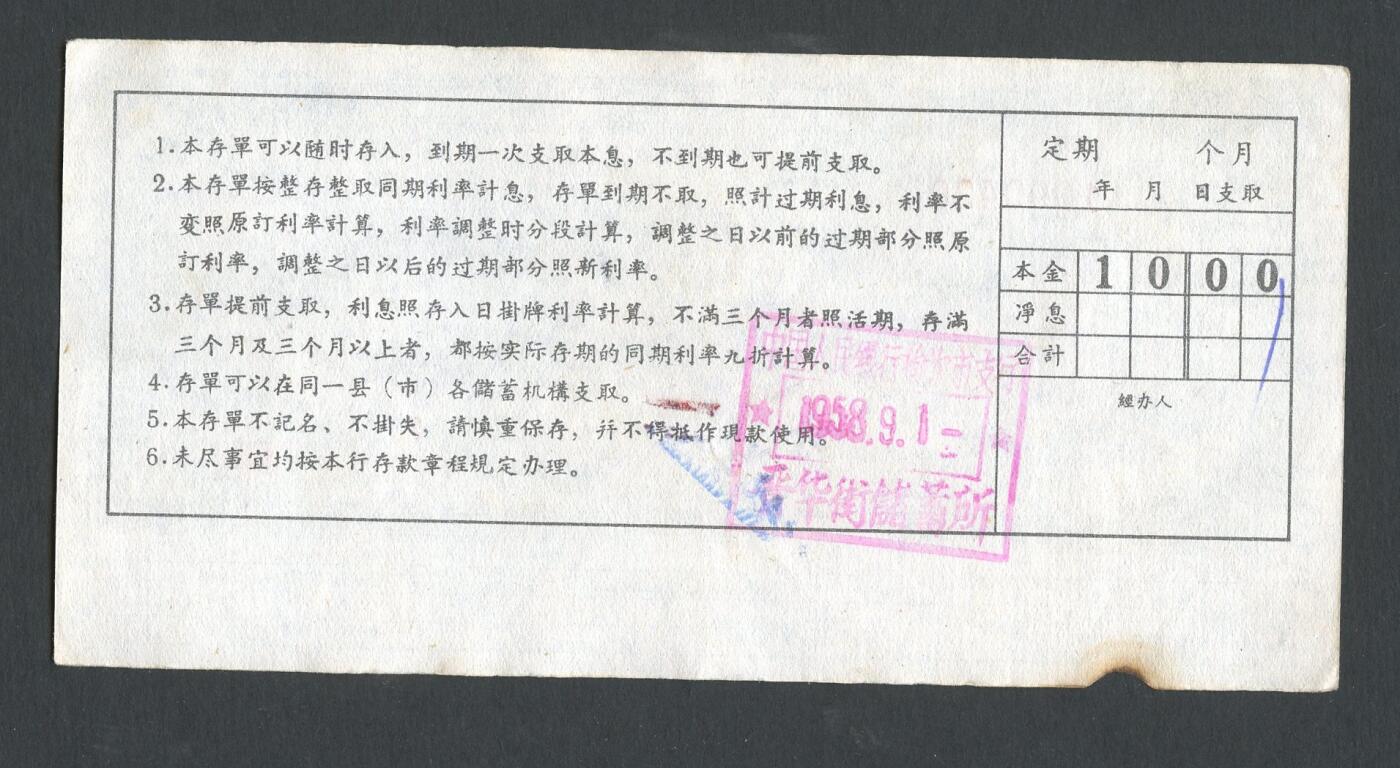 1.本存單可以随时存入，到期一次支取本息，不到期也可提前支取。
2.本存單按整存整取同期利率計息，存單到期不取，照計过期利息，利率不
变照原訂利率計算，利率調整时分段計算，調整之日以前的过期部分照原
訂利率，調整之日以后的过期部分照新利率。
3.存單提前支取，利息照存入日掛牌利率計算，不滿三个月者照活期，存滿
三个月及三个月以上者，都按实际存期的同期利率九折計算。
4.存單可以在同一县（市）各儲蓄机構支取。
5.本存單不記名、不掛失，請慎重保存，幷不得抵作現款使用。
6.未尽事宜均按本行存款章程規定办理。
定期 个月
年 月 日支取
本金 1 0 0 0
凈息
合計
經办人
1958.9.1
华街儲蓄所